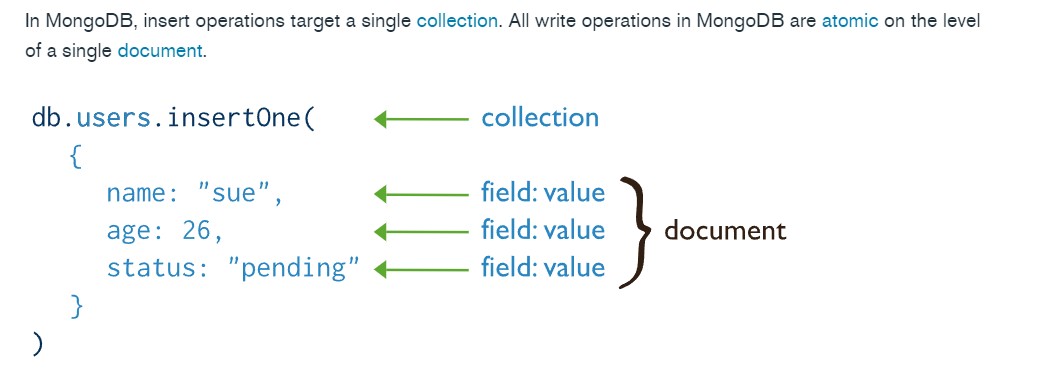 In MongoDB, insert operations target a single collection. All write operations in MongoDB are atomic on the level
of a single document.
db.users.insertOne( collection
{
name: "sue", field: value
age: 26, field: value document
status: "pending" field: value
}
)